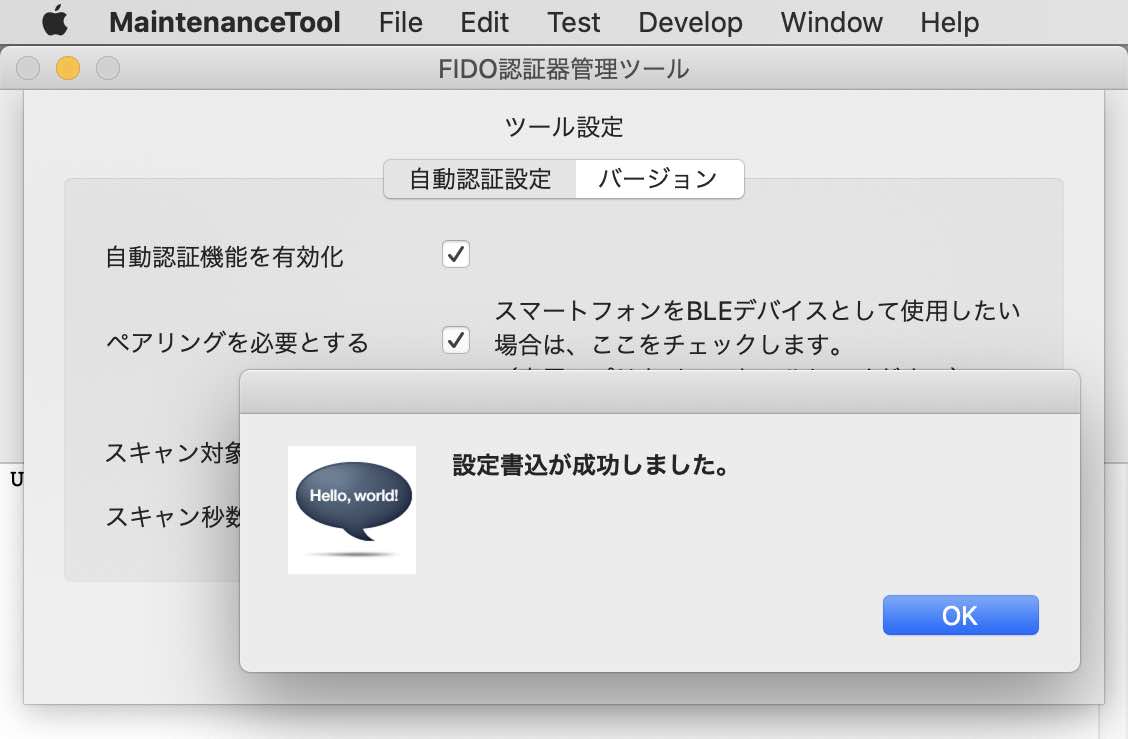 MaintenanceTool File Edit Test Develop Window Help
FIDO認証器管理ツール
ツール設定
自動認証設定 バージョン
自動認証機能を有効化
スマートフォンをBLEデバイスとして使用したい
ペアリングを必要とする
場合は、ここをチェックします。
スキャン対象
スキャン秒数
U
設定書込が成功しました。
Hello, world!
OK